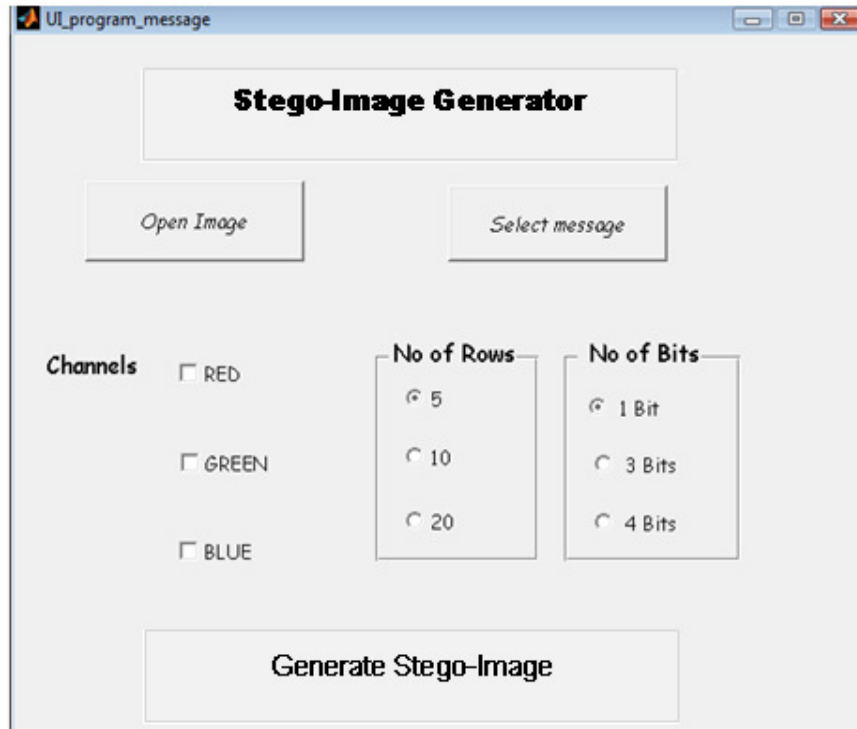 UI_program_message
Stego-Image Generator
Open Image
Select message
Channels
RED
GREEN
BLUE
No of Rows
5
10
20
No of Bits
1 Bit
3 Bits
4 Bits
Generate Stego-Image